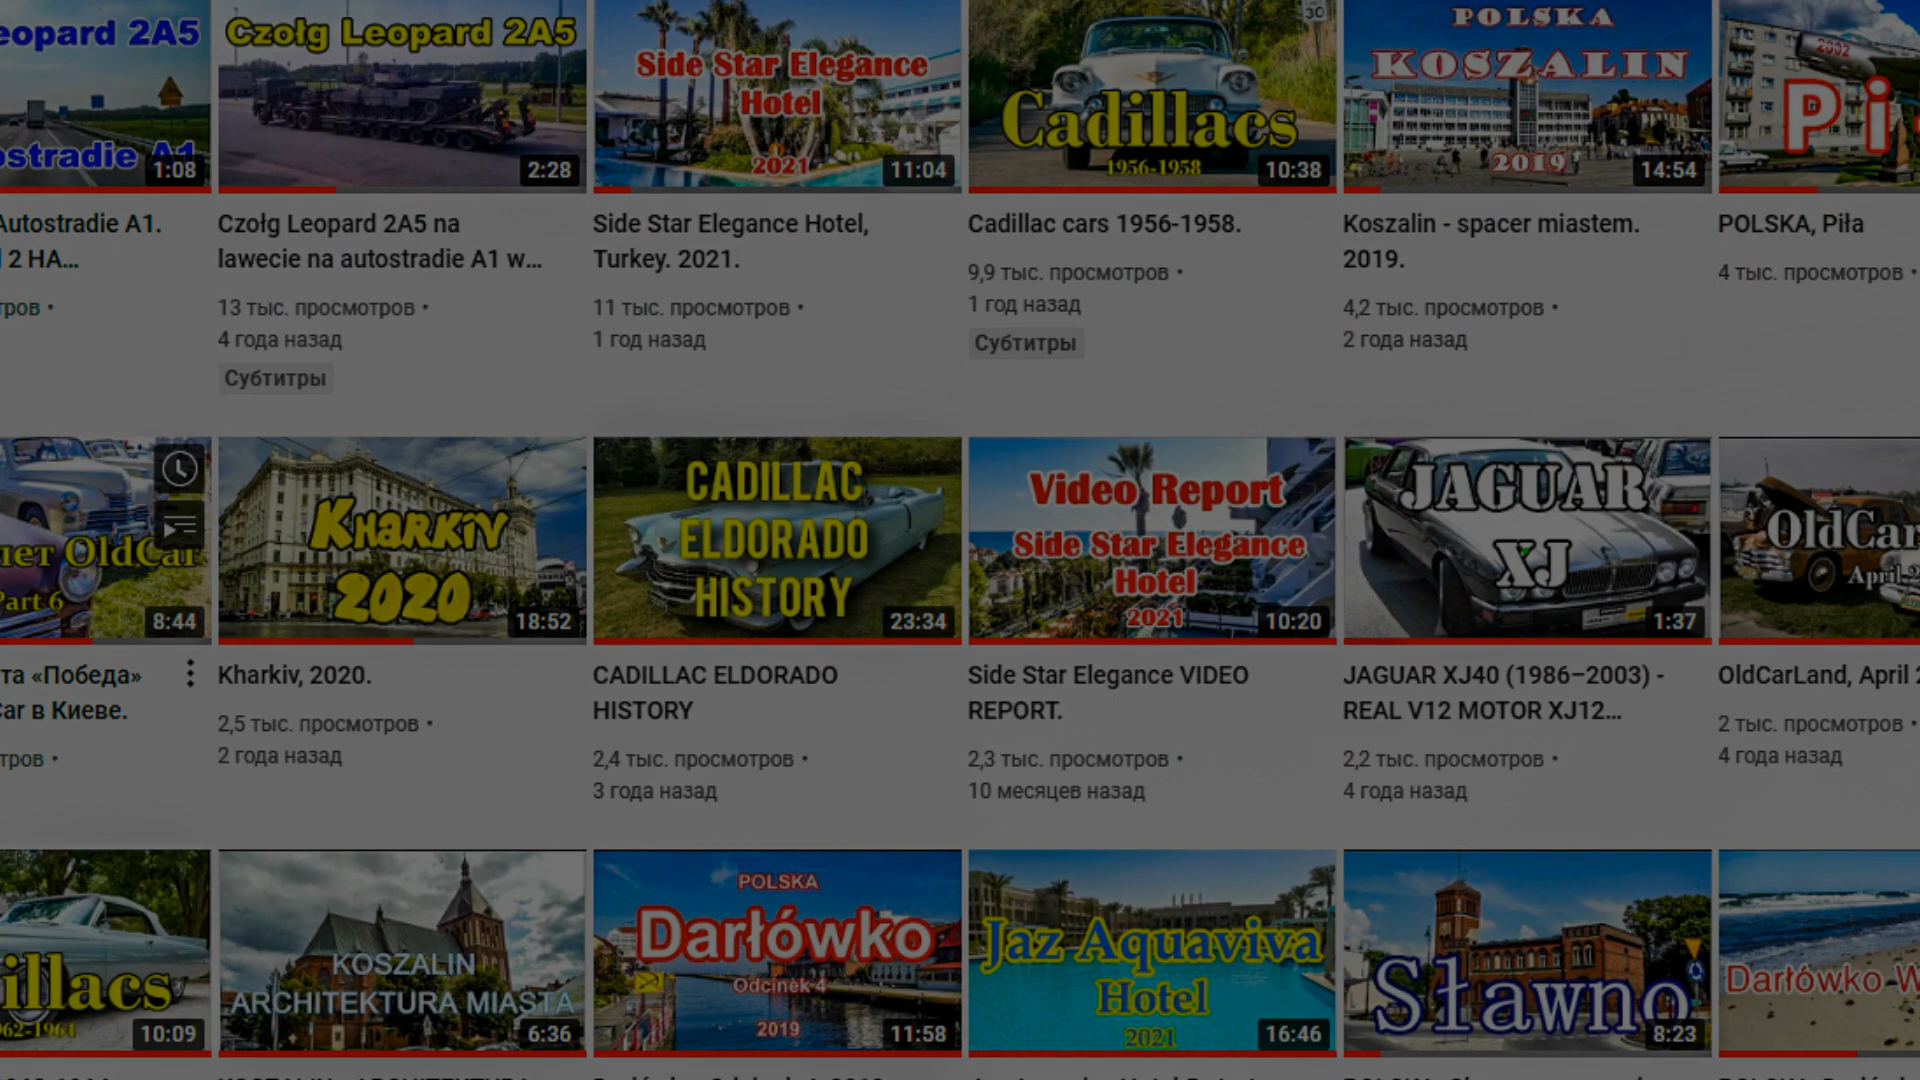 eopard 2A5
ostradie A1
1:08
Czołg Leopard 2A5
2:28
Side Star Elegance
Hotel
2021
11:04
30
Cadillacs
1956-1958
10:38
POLSKA
KOSZALIN
2019
14:54
2002
Pi
Autostradie A1.
2 HA...
тров •
Czołg Leopard 2A5 na
lawecie na autostradie A1 w...
13 тыс. просмотров •
4 года назад
Субтитры
Side Star Elegance Hotel,
Turkey. 2021.
11 тыс. просмотров •
1 год назад
Cadillac cars 1956-1958.
9,9 тыс. просмотров •
1 год назад
Субтитры
Koszalin - spacer miastem.
2019.
4,2 тыс. просмотров •
2 года назад
POLSKA, Piła
4 тыс. просмотров •
лет OldCar
Part 6
8:44
Kharkiv
2020
18:52
CADILLAC
ELDORADO
HISTORY
23:34
Video Report
Side Star Elegance
Hotel
2021
10:20
JAGUAR
XJ
1:37
OldCar
April 2
та «Победа»
Car в Киеве.
тров •
Kharkiv, 2020.
2,5 тыс. просмотров •
2 года назад
CADILLAC ELDORADO
HISTORY
2,4 тыс. просмотров •
3 года назад
Side Star Elegance VIDEO
REPORT.
2,3 тыс. просмотров •
10 месяцев назад
JAGUAR XJ40 (1986–2003) -
REAL V12 MOTOR XJ12...
2,2 тыс. просмотров •
4 года назад
OldCarLand, April 2
2 тыс. просмотров •
4 года назад
illacs
962-1964
10:09
KOSZALIN
ARCHITEKTURA MIASTA
6:36
POLSKA
Darłówko
Odcinek 4
2019
11:58
Jaz Aquaviva
Hotel
2021
16:46
Sławno
8:23
Darłówko W